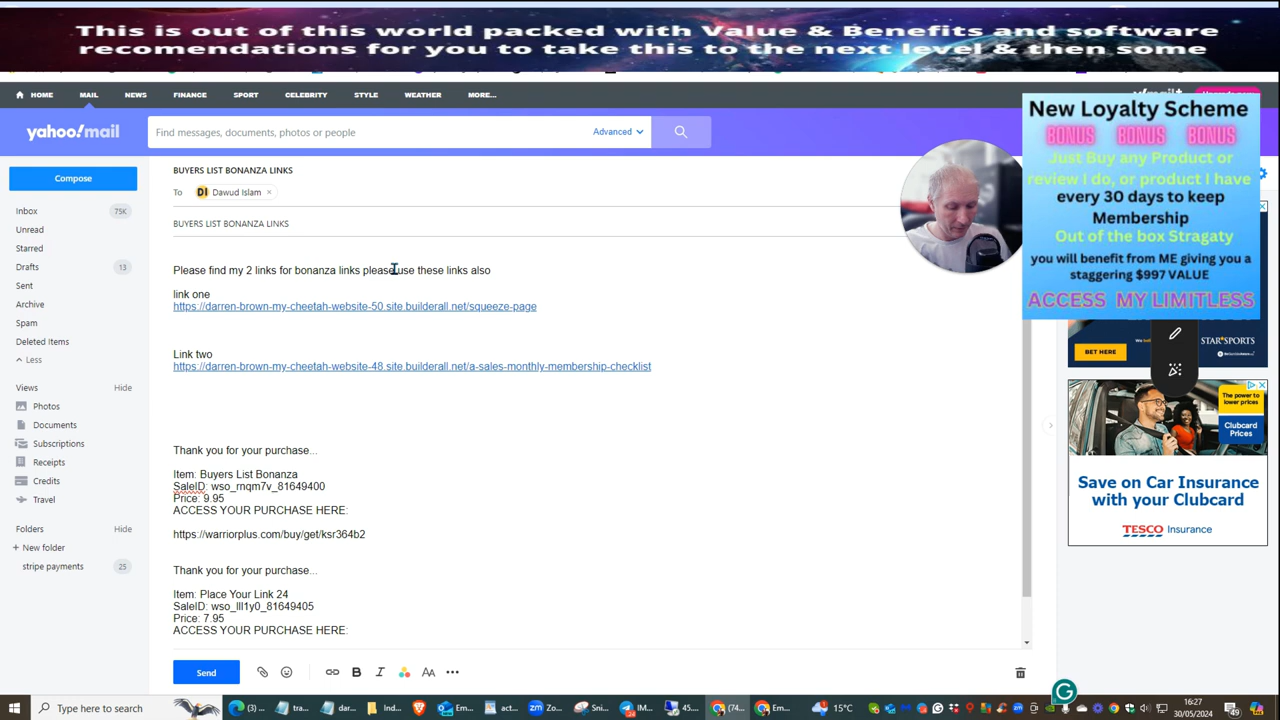 This is out of this world packed with Value & Benefits and software
recomendations for you to take this to the next level & then some
HOME MAIL NEWS FINANCE SPORT CELEBRITY STYLE WEATHER MORE...
yahoo!mail
Find messages, documents, photos or people
Advanced
New Loyalty Scheme
BONUS BONUS BONUS
Just Buy any Product or
review I do, or product I have
every 30 days to keep
Membership
Out of the box Stragaty
you will benefit from ME giving you a
staggering $997 VALUE
ACCESS MY LIMITLESS
Compose
Inbox 75K
Unread
Starred
Drafts 13
Sent
Archive
Spam
Deleted Items
Less
Views Hide
Photos
Documents
Subscriptions
Receipts
Credits
Travel
Folders Hide
New folder
stripe payments 25
BUYERS LIST BONANZA LINKS
To DI Dawud Islam
BUYERS LIST BONANZA LINKS
Please find my 2 links for bonanza links please use these links also
link one
https://darren-brown-my-cheetah-website-50.site.builderall.net/squeeze-page
Link two
https://darren-brown-my-cheetah-website-48.site.builderall.net/a-sales-monthly-membership-checklist
Thank you for your purchase...
Item: Buyers List Bonanza
SaleID: wso_rnqm7v_81649400
Price: 9.95
ACCESS YOUR PURCHASE HERE:
https://warriorplus.com/buy/get/ksr364b2
Thank you for your purchase...
Item: Place Your Link 24
SaleID: wso_lll1y0_81649405
Price: 7.95
ACCESS YOUR PURCHASE HERE:
Send
BET HERE
STAR SPORTS
The power to
lower prices
Clubcard
Prices
Save on Car Insurance
with your Clubcard
TESCO Insurance
Type here to search
15°C
16:27
30/05/2024
49